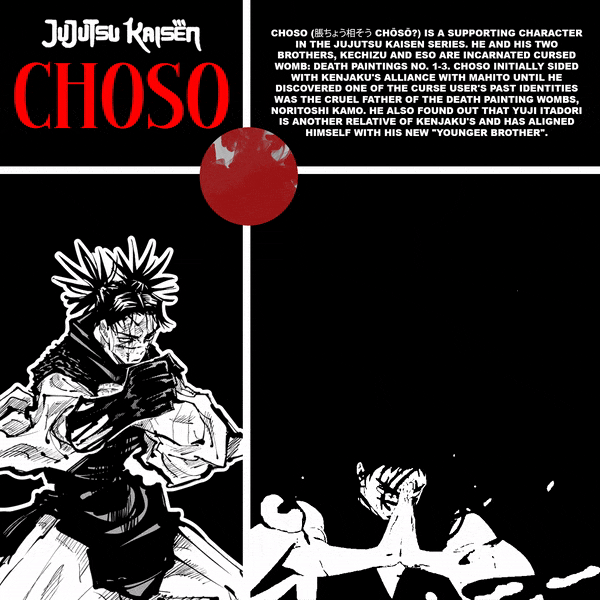 JUJUTSU KAISEN
CHOSO
CHOSO (脹ちょう相そう CHŌSŌ?) IS A SUPPORTING CHARACTER
IN THE JUJUTSU KAISEN SERIES. HE AND HIS TWO
BROTHERS, KECHIZU AND ESO ARE INCARNATED CURSED
WOMB: DEATH PAINTINGS NO. 1-3. CHOSO INITIALLY SIDED
WITH KENJAKU'S ALLIANCE WITH MAHITO UNTIL HE
DISCOVERED ONE OF THE CURSE USER'S PAST IDENTITIES
WAS THE CRUEL FATHER OF THE DEATH PAINTING WOMBS,
NORITOSHI KAMO. HE ALSO FOUND OUT THAT YUJI ITADORI
IS ANOTHER RELATIVE OF KENJAKU'S AND HAS ALIGNED
HIMSELF WITH HIS NEW "YOUNGER BROTHER".